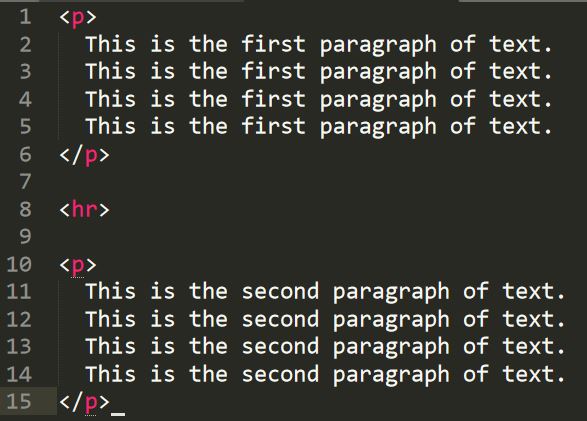 1 <p>
2   This is the first paragraph of text.
3   This is the first paragraph of text.
4   This is the first paragraph of text.
5   This is the first paragraph of text.
6 </p>
7
8 <hr>
9
10 <p>
11   This is the second paragraph of text.
12   This is the second paragraph of text.
13   This is the second paragraph of text.
14   This is the second paragraph of text.
15 </p>